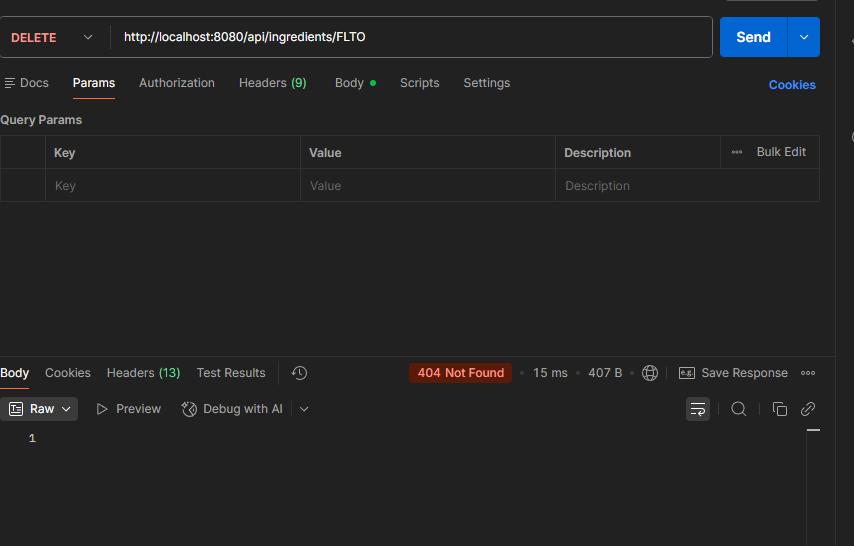 DELETE http://localhost:8080/api/ingredients/FLTO Send
Docs Params Authorization Headers (9) Body Scripts Settings Cookies
Query Params
Key Value Description Bulk Edit
Key Value Description
Body Cookies Headers (13) Test Results 404 Not Found 15 ms 407 B e.g. Save Response
Raw Preview Debug with AI
1